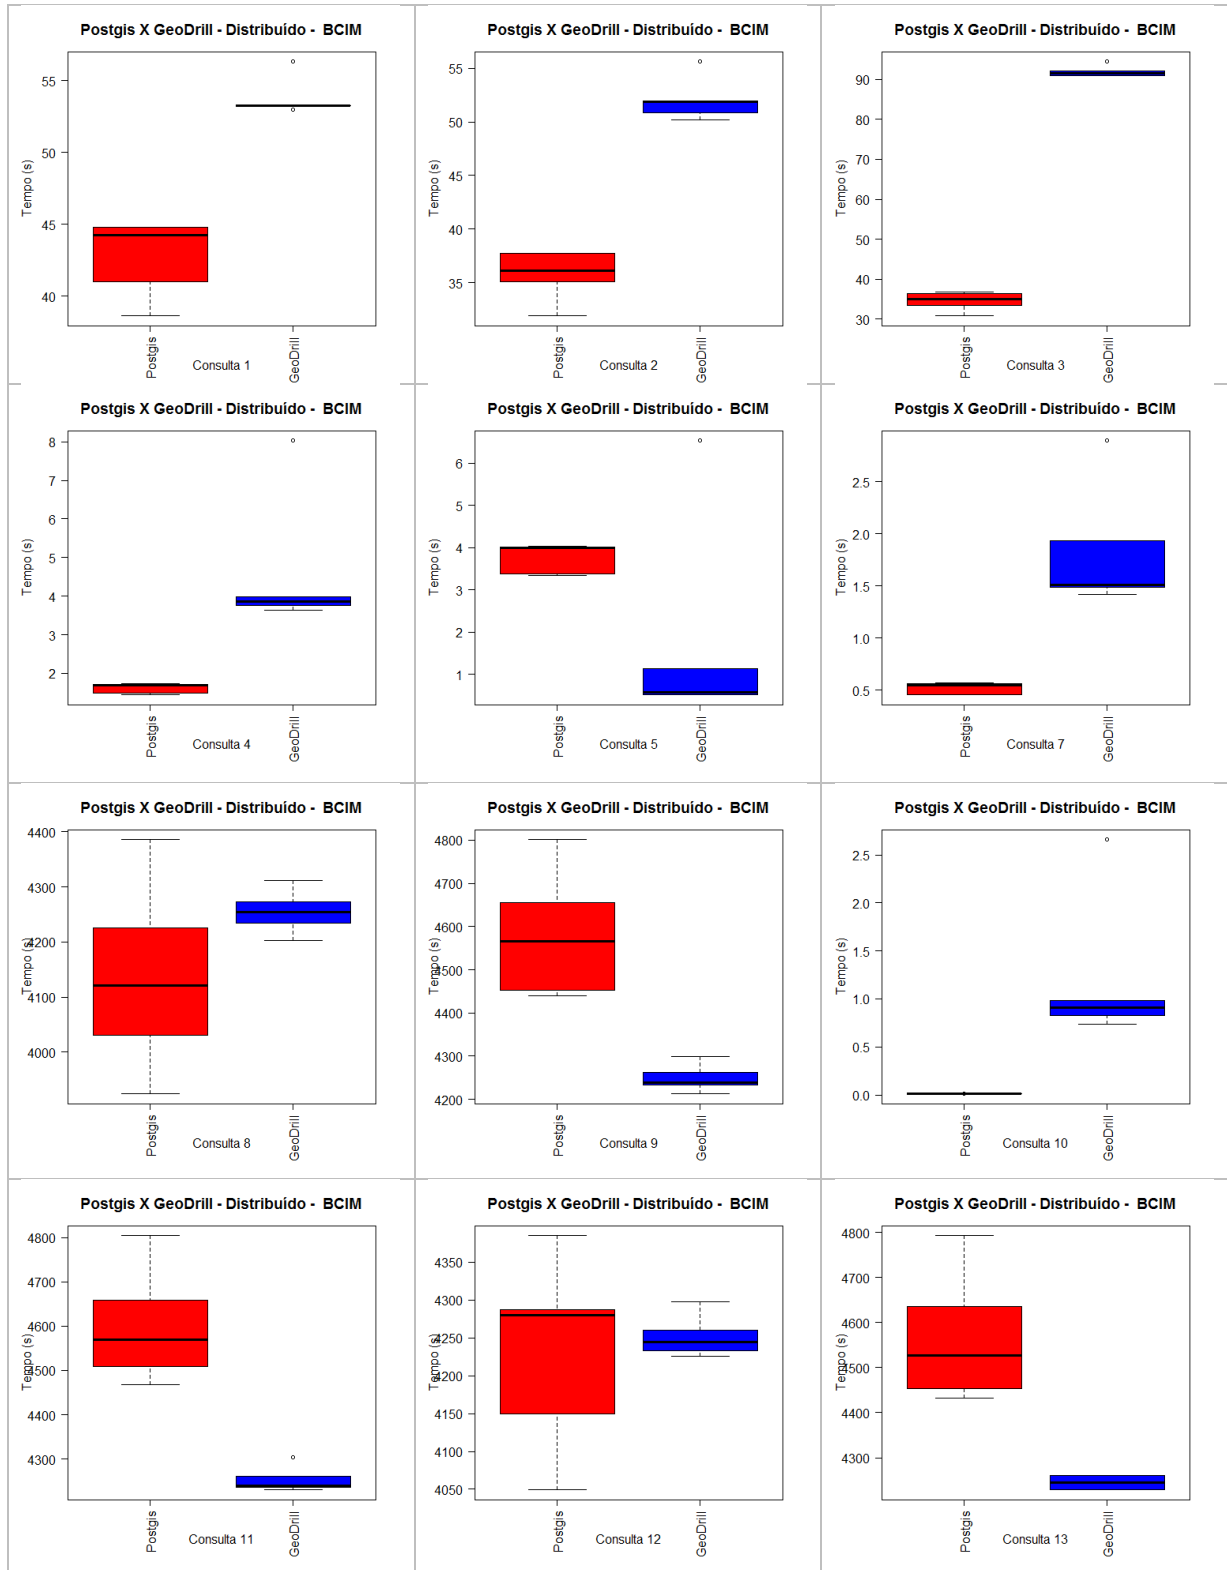 Postgis X GeoDrill - Distribuído - BCIM
55
50
45
40
Tempo (s)
Postgis
Consulta 1
GeoDrill
Postgis X GeoDrill - Distribuído - BCIM
55
50
45
40
35
Tempo (s)
Postgis
Consulta 2
GeoDrill
Postgis X GeoDrill - Distribuído - BCIM
90
80
70
60
50
40
30
Tempo (s)
Postgis
Consulta 3
GeoDrill
Postgis X GeoDrill - Distribuído - BCIM
8
7
6
5
4
3
2
Tempo (s)
Postgis
Consulta 4
GeoDrill
Postgis X GeoDrill - Distribuído - BCIM
6
5
4
3
2
1
Tempo (s)
Postgis
Consulta 5
GeoDrill
Postgis X GeoDrill - Distribuído - BCIM
2.5
2.0
1.5
1.0
0.5
Tempo (s)
Postgis
Consulta 7
GeoDrill
Postgis X GeoDrill - Distribuído - BCIM
4400
4300
4200
4100
4000
Tempo (s)
Postgis
Consulta 8
GeoDrill
Postgis X GeoDrill - Distribuído - BCIM
4800
4700
4600
4500
4400
4300
4200
Tempo (s)
Postgis
Consulta 9
GeoDrill
Postgis X GeoDrill - Distribuído - BCIM
2.5
2.0
1.5
1.0
0.5
0.0
Tempo (s)
Postgis
Consulta 10
GeoDrill
Postgis X GeoDrill - Distribuído - BCIM
4800
4700
4600
4500
4400
4300
Tempo (s)
Postgis
Consulta 11
GeoDrill
Postgis X GeoDrill - Distribuído - BCIM
4350
4300
4250
4200
4150
4100
4050
Tempo (s)
Postgis
Consulta 12
GeoDrill
Postgis X GeoDrill - Distribuído - BCIM
4800
4700
4600
4500
4400
4300
Tempo (s)
Postgis
Consulta 13
GeoDrill